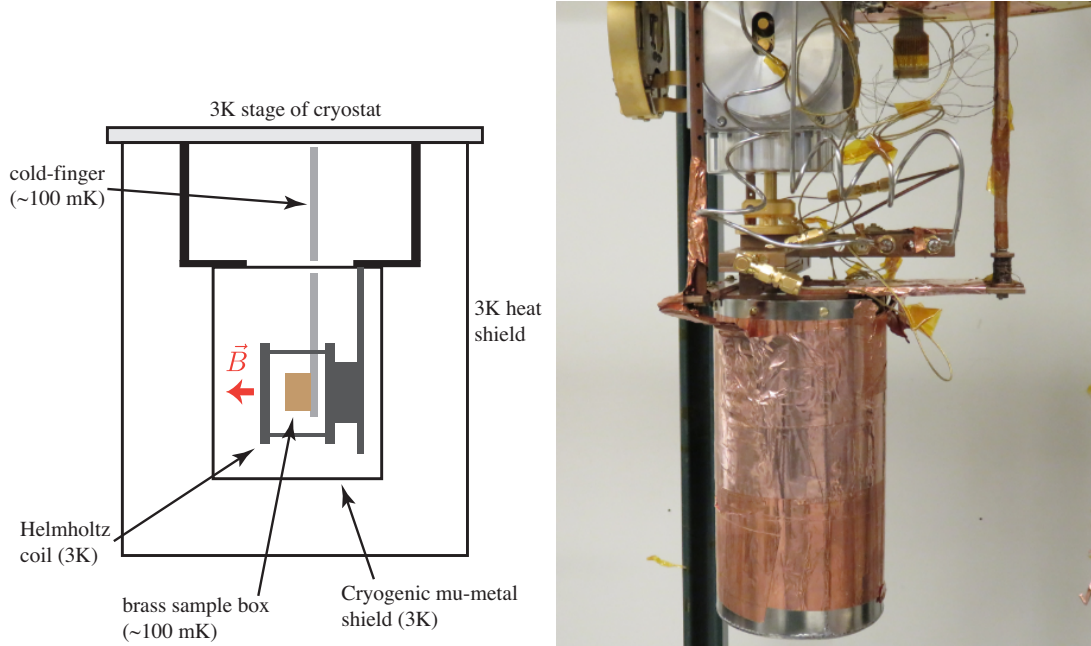 3K stage of cryostat
cold-finger
(~100 mK)
3K heat
shield
B
Helmholtz
coil (3K)
brass sample box
(~100 mK)
Cryogenic mu-metal
shield (3K)